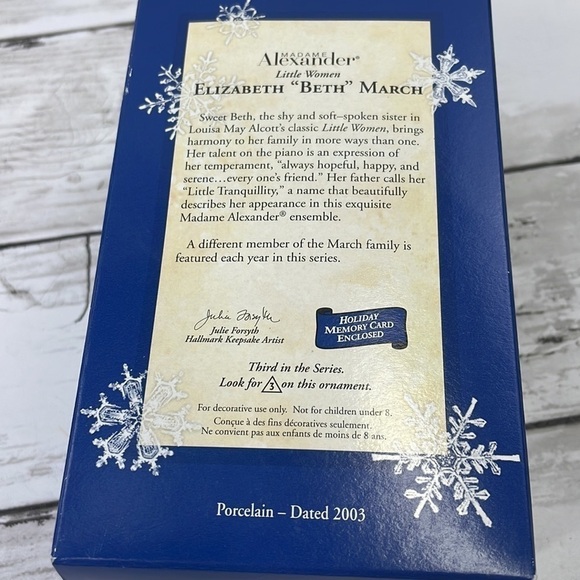 MADAME
Alexander®
Little Women
ELIZABETH “BETH” MARCH
Sweet Beth, the shy and soft–spoken sister in
Louisa May Alcott's classic Little Women, brings
harmony to her family in more ways than one.
Her talent on the piano is an expression of
her temperament, “always hopeful, happy, and
serene...every one's friend.” Her father calls her
“Little Tranquillity,” a name that beautifully
describes her appearance in this exquisite
Madame Alexander® ensemble.
A different member of the March family is
featured each year in this series.
Julie Forsyth
Julie Forsyth
Hallmark Keepsake Artist
HOLIDAY
MEMORY CARD
ENCLOSED
Third in the Series.
Look for 3 on this ornament.
For decorative use only. Not for children under 8.
Conçue à des fins décoratives seulement.
Ne convient pas aux enfants de moins de 8 ans.
Porcelain – Dated 2003